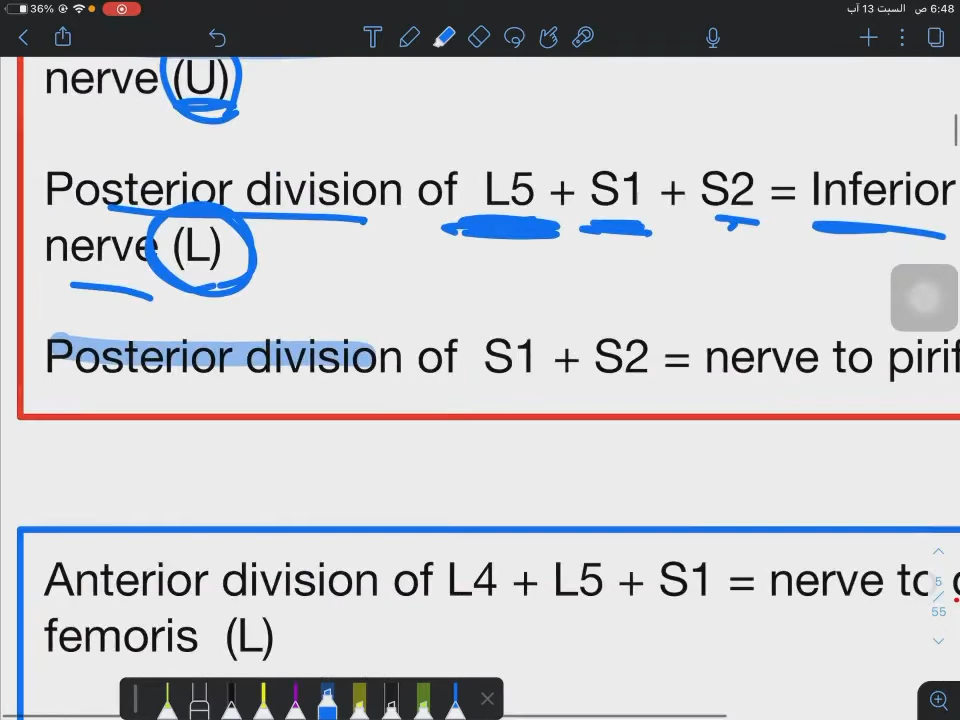 36%
6:48 ص السبت 13 آب
nerve (U)
Posterior division of L5 + S1 + S2 = Inferior
nerve (L)
Posterior division of S1 + S2 = nerve to
Anterior division of L4 + L5 + S1 = nerve to
femoris (L)
5
/
55